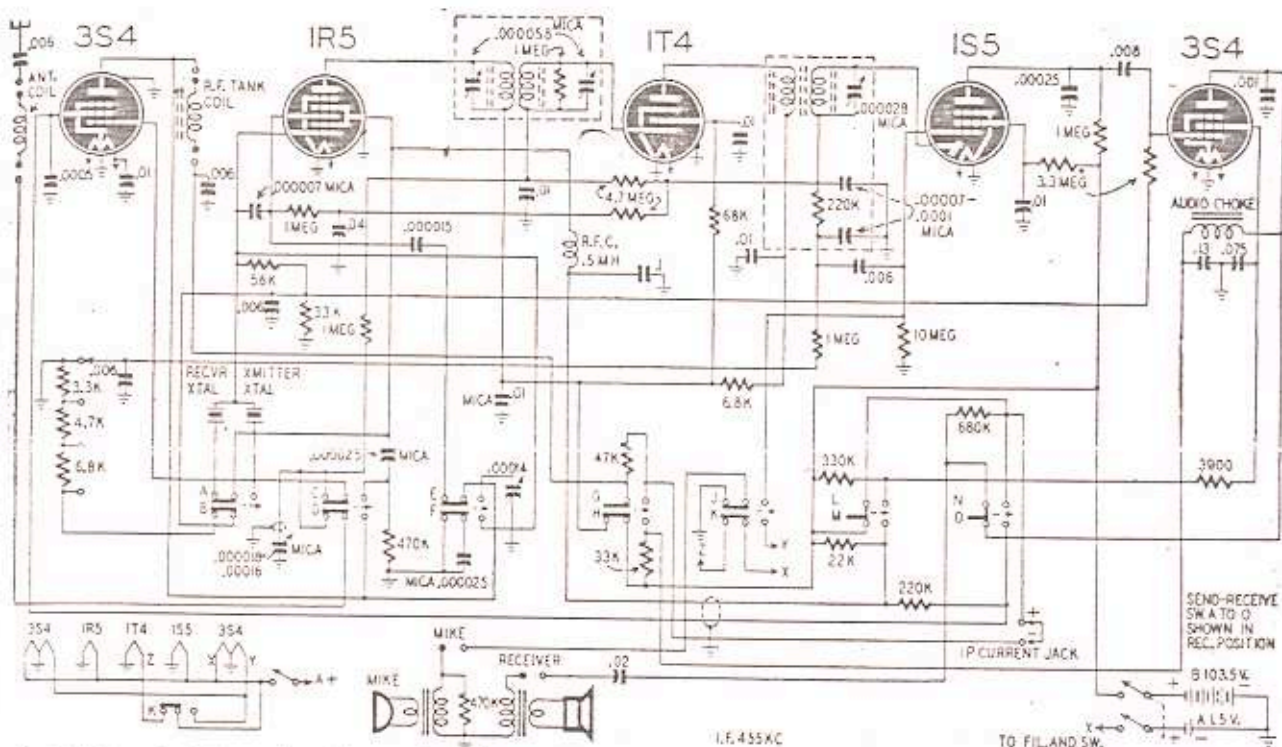 3S4
1R5
1T4
1S5
3S4
.006
ANT.
COIL
R.F. TANK
COIL
.000058
MICA
1 MEG
.0005
.01
.006
.000007 MICA
1 MEG
.04
.000015
.01
4.7 MEG
R.F.C.
.5 MH
68K
.01
.01
220K
.000028
MICA
.00007-
.0001
MICA
.006
.00025
.008
1 MEG
3.3 MEG
.01
.001
AUDIO CHOKE
.13
.075
56K
.006
33K
1 MEG
1 MEG
10 MEG
3.3K
4.7K
6.8K
.006
RECVR
XTAL
XMITTER
XTAL
MICA
.01
6.8K
680K
.000025
MICA
.00014
47K
330K
3900
A
B
C
D
E
F
G
H
J
K
L
M
N
O
MICA
.00016
470K
MICA .000025
33K
Y
X
22K
220K
SEND-RECEIVE
SW. A TO O
SHOWN IN
REC. POSITION
3S4
1R5
1T4
1S5
3S4
Z
X
Y
A+
K
MIKE
MIKE
RECEIVER
470K
.02
1P CURRENT JACK
B 103.5 V.
A 1.5 V.
X
I.F. 455KC
TO FIL. AND SW.